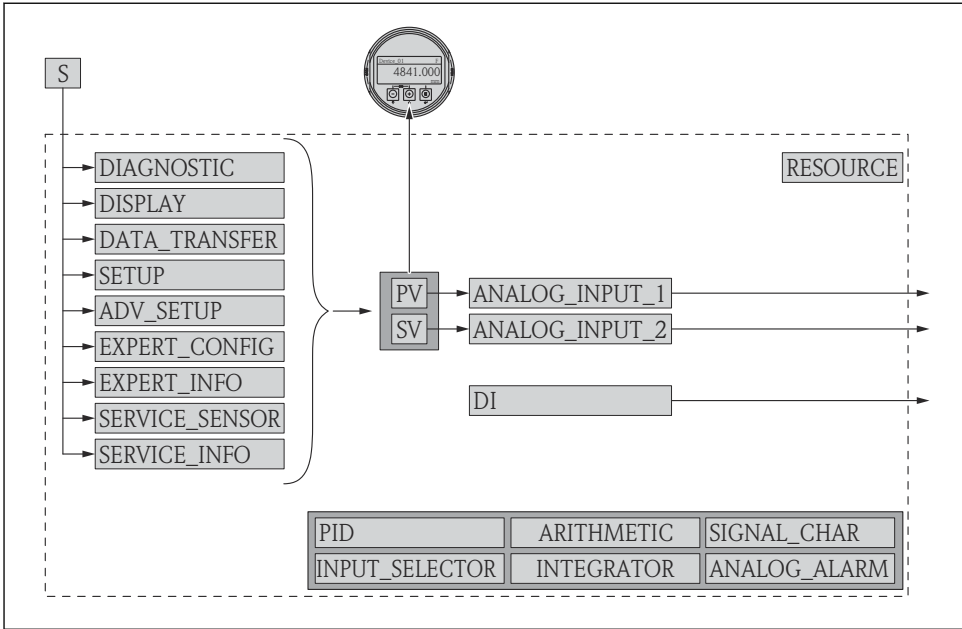 S
Device_01
4841.000
DIAGNOSTIC
RESOURCE
DISPLAY
DATA_TRANSFER
SETUP
PV
ANALOG_INPUT_1
ADV_SETUP
SV
ANALOG_INPUT_2
EXPERT_CONFIG
EXPERT_INFO
DI
SERVICE_SENSOR
SERVICE_INFO
PID
ARITHMETIC
SIGNAL_CHAR
INPUT_SELECTOR
INTEGRATOR
ANALOG_ALARM